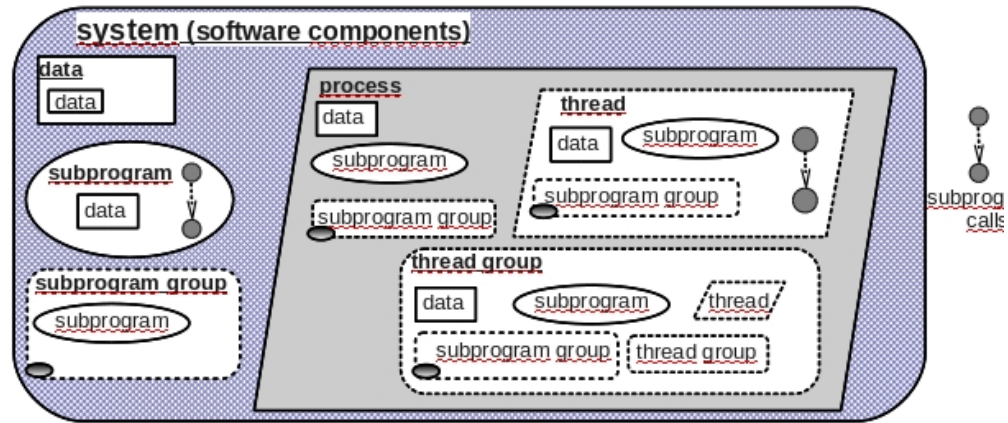 system (software components)
data
data
subprogram
data
subprogram group
subprogram
process
data
subprogram
subprogram group
thread
data
subprogram
subprogram group
thread group
data
subprogram
thread
subprogram group
thread group
subprogr
calls